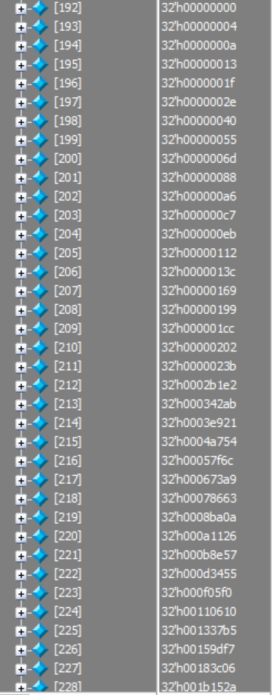 [192] 32'h00000000
[193] 32'h00000004
[194] 32'h0000000a
[195] 32'h00000013
[196] 32'h0000001f
[197] 32'h0000002e
[198] 32'h00000040
[199] 32'h00000055
[200] 32'h0000006d
[201] 32'h00000088
[202] 32'h000000a6
[203] 32'h000000c7
[204] 32'h000000eb
[205] 32'h00000112
[206] 32'h0000013c
[207] 32'h00000169
[208] 32'h00000199
[209] 32'h000001cc
[210] 32'h00000202
[211] 32'h0000023b
[212] 32'h0002b1e2
[213] 32'h000342ab
[214] 32'h0003e921
[215] 32'h0004a754
[216] 32'h00057f6c
[217] 32'h000673a9
[218] 32'h00078663
[219] 32'h0008ba0a
[220] 32'h000a1126
[221] 32'h000b8e57
[222] 32'h000d3455
[223] 32'h000f05f0
[224] 32'h00110610
[225] 32'h001337b5
[226] 32'h00159df7
[227] 32'h00183c06
[228] 32'h001b152a